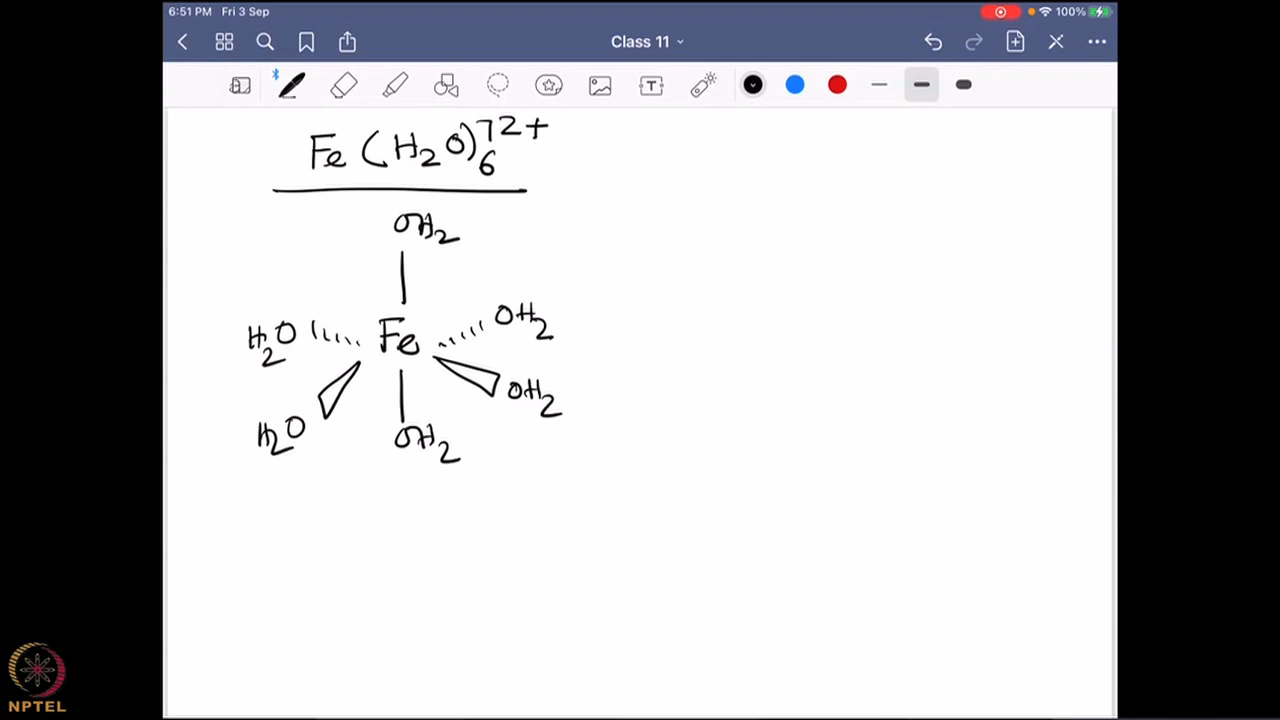 6:51 PM Fri 3 Sep
100%
Class 11
T
Fe(H2O)6]2+
OH2
H2O Fe OH2
OH2
H2O
OH2
NPTEL